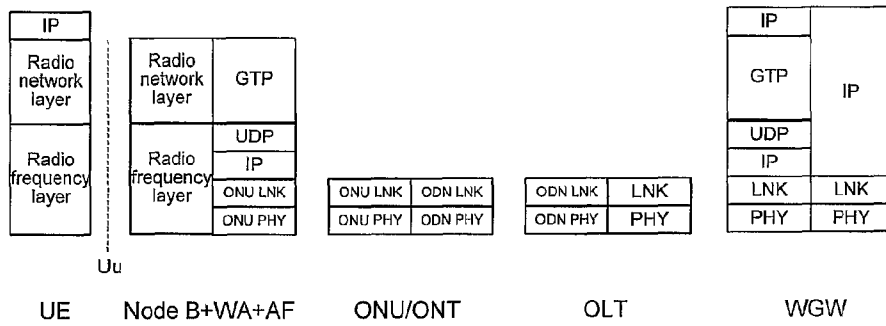 IP
Radio
network
layer
Radio
frequency
layer
Uu
UE
Radio
network
layer
GTP
Radio
frequency
layer
UDP
IP
ONU LNK
ONU PHY
Node B+WA+AF
ONU LNK
ODN LNK
ONU PHY
ODN PHY
ONU/ONT
ODN LNK
LNK
ODN PHY
PHY
OLT
IP
GTP
IP
UDP
IP
LNK
LNK
PHY
PHY
WGW